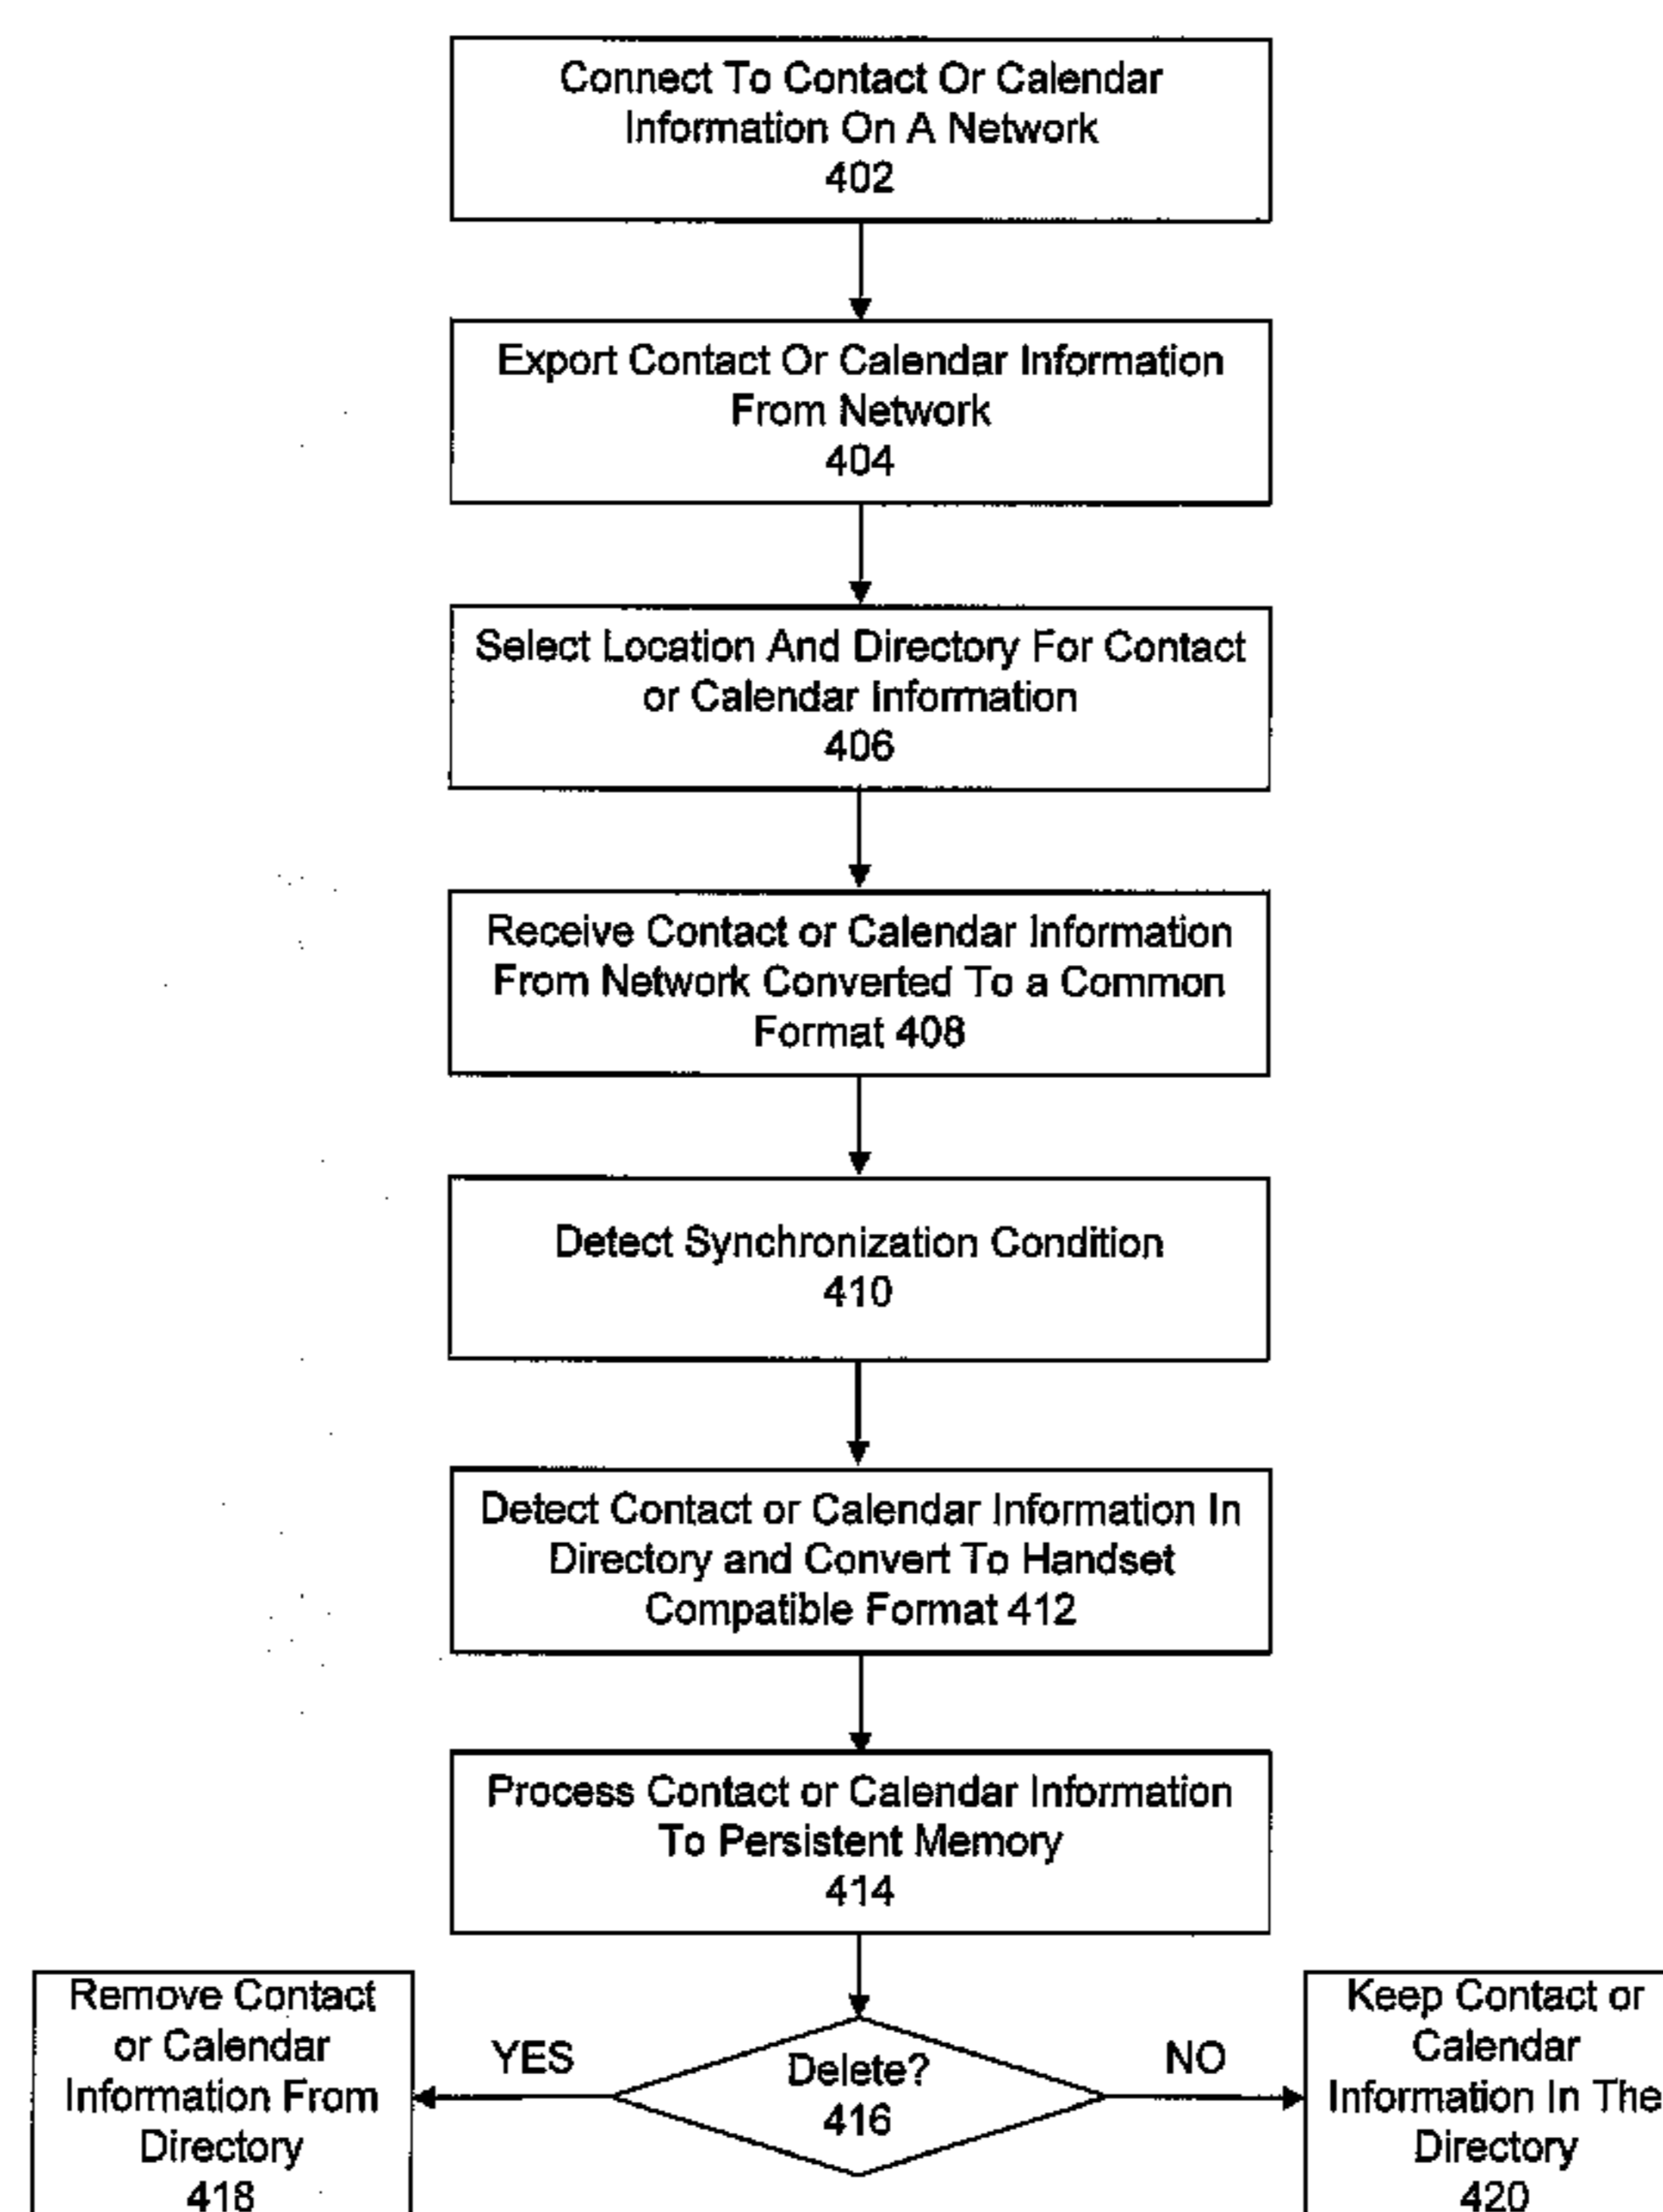 Connect To Contact Or Calendar
Information On A Network
402
Export Contact Or Calendar Information
From Network
404
Select Location And Directory For Contact
or Calendar Information
406
Receive Contact or Calendar Information
From Network Converted To a Common
Format 408
Detect Synchronization Condition
410
Detect Contact or Calendar Information In
Directory and Convert To Handset
Compatible Format 412
Process Contact or Calendar Information
To Persistent Memory
414
Remove Contact
or Calendar
Information From
Directory
418
YES
Delete?
416
NO
Keep Contact or
Calendar
Information In The
Directory
420